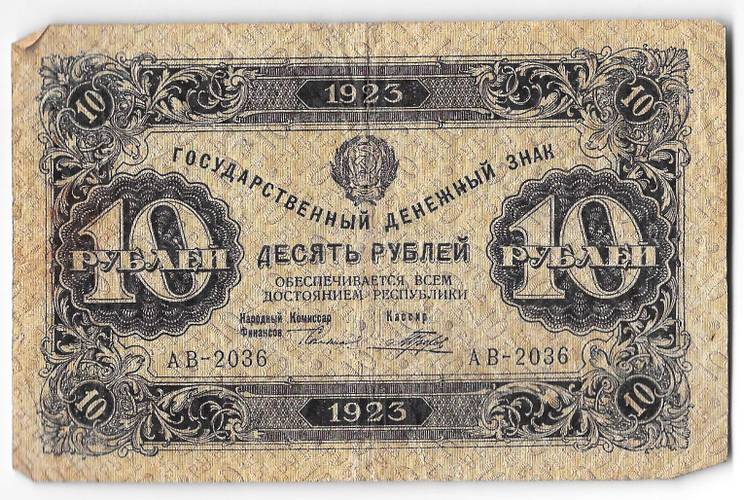 10 1923 10
ГОСУДАРСТВЕННЫЙ ДЕНЕЖНЫЙ ЗНАК
10 РУБЛЕЙ
ДЕСЯТЬ РУБЛЕЙ
10 РУБЛЕЙ
ОБЕСПЕЧИВАЕТСЯ ВСЕМ
ДОСТОЯНИЕМ РЕСПУБЛИКИ
Народный Комиссар Кассир
Финансов
АВ-2036 АВ-2036
10 1923 10